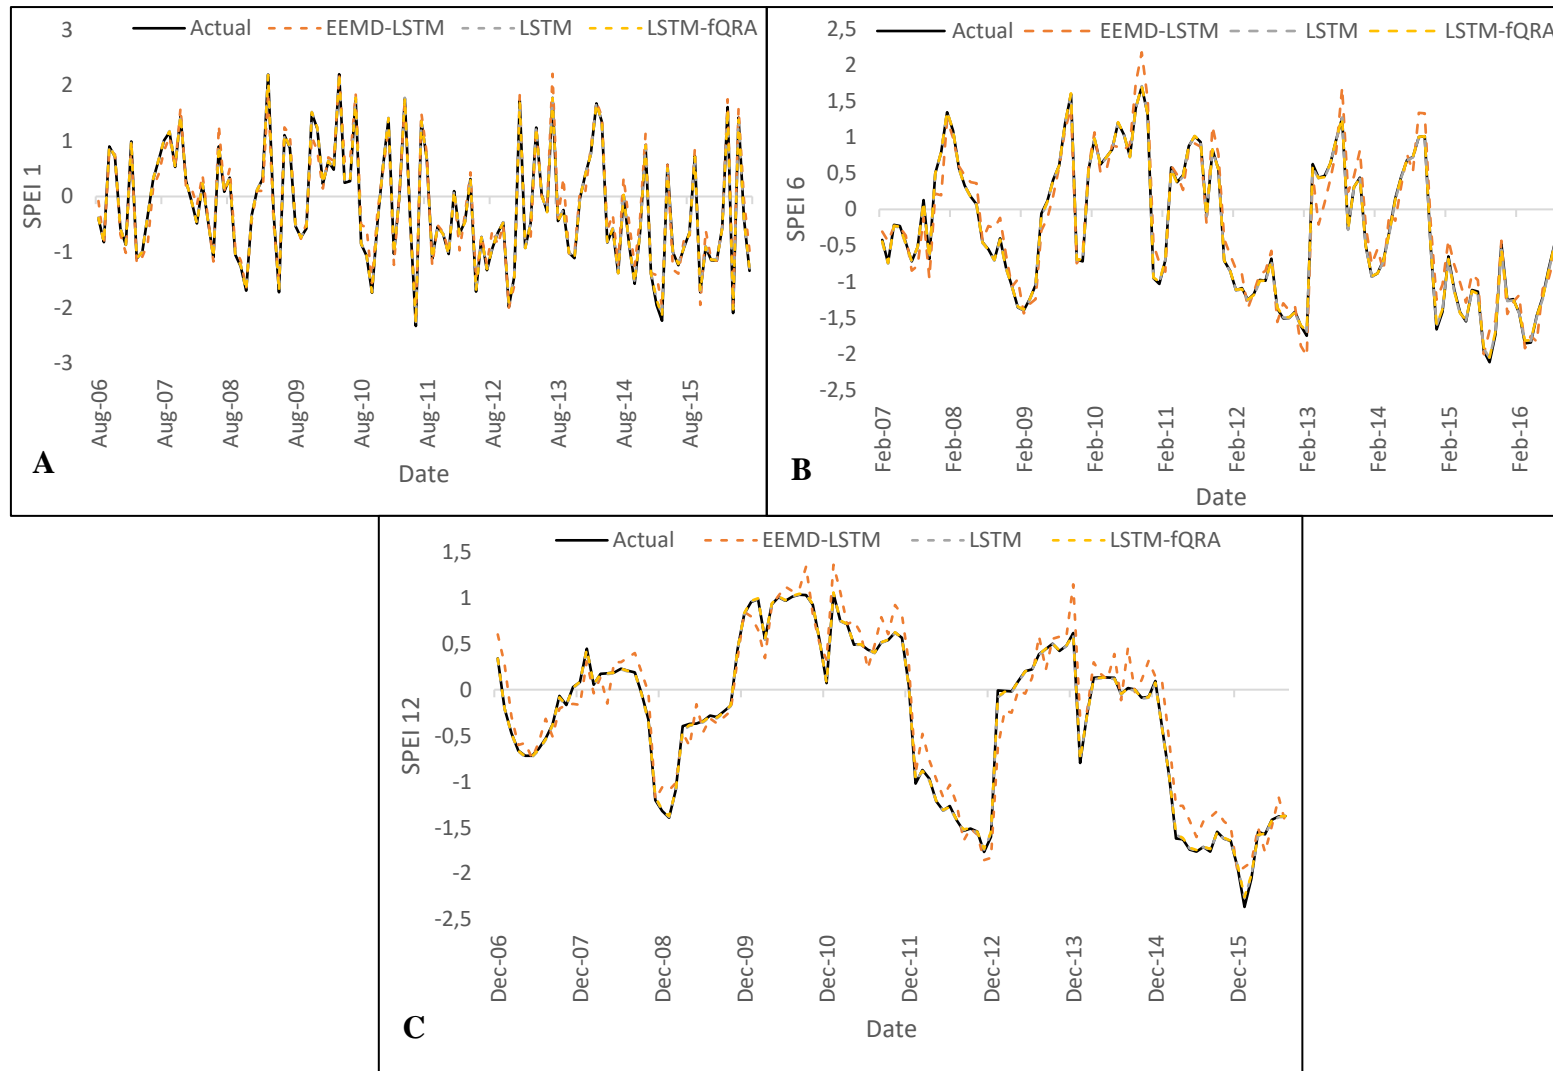 Actual EEMD-LSTM LSTM LSTM-fQRA
3
2
1
0
-1
-2
-3
SPEI 1
Aug-06
Aug-07
Aug-08
Aug-09
Aug-10
Aug-11
Aug-12
Aug-13
Aug-14
Aug-15
Date
A
Actual EEMD-LSTM LSTM LSTM-fQRA
2,5
2
1,5
1
0,5
0
-0,5
-1
-1,5
-2
-2,5
SPEI 6
Feb-07
Feb-08
Feb-09
Feb-10
Feb-11
Feb-12
Feb-13
Feb-14
Feb-15
Feb-16
Date
B
Actual EEMD-LSTM LSTM LSTM-fQRA
1,5
1
0,5
0
-0,5
-1
-1,5
-2
-2,5
SPEI 12
Dec-06
Dec-07
Dec-08
Dec-09
Dec-10
Dec-11
Dec-12
Dec-13
Dec-14
Dec-15
Date
C